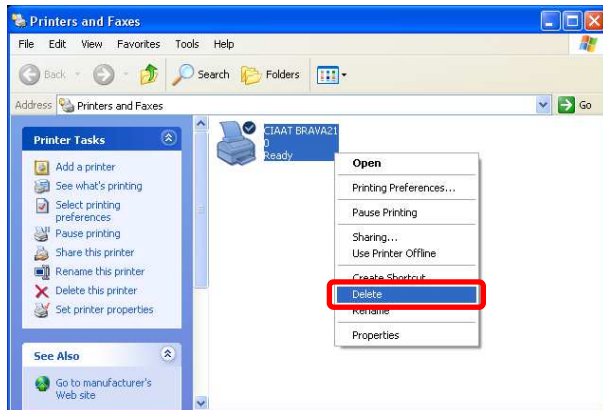 Printers and Faxes
File Edit View Favorites Tools Help
Back Search Folders
Address Printers and Faxes Go
Printer Tasks
Add a printer
See what's printing
Select printing
preferences
Pause printing
Share this printer
Rename this printer
Delete this printer
Set printer properties
See Also
Go to manufacturer's
Web site
CIAAT BRAVA21
0
Ready
Open
Printing Preferences...
Pause Printing
Sharing...
Use Printer Offline
Create Shortcut
Delete
Rename
Properties